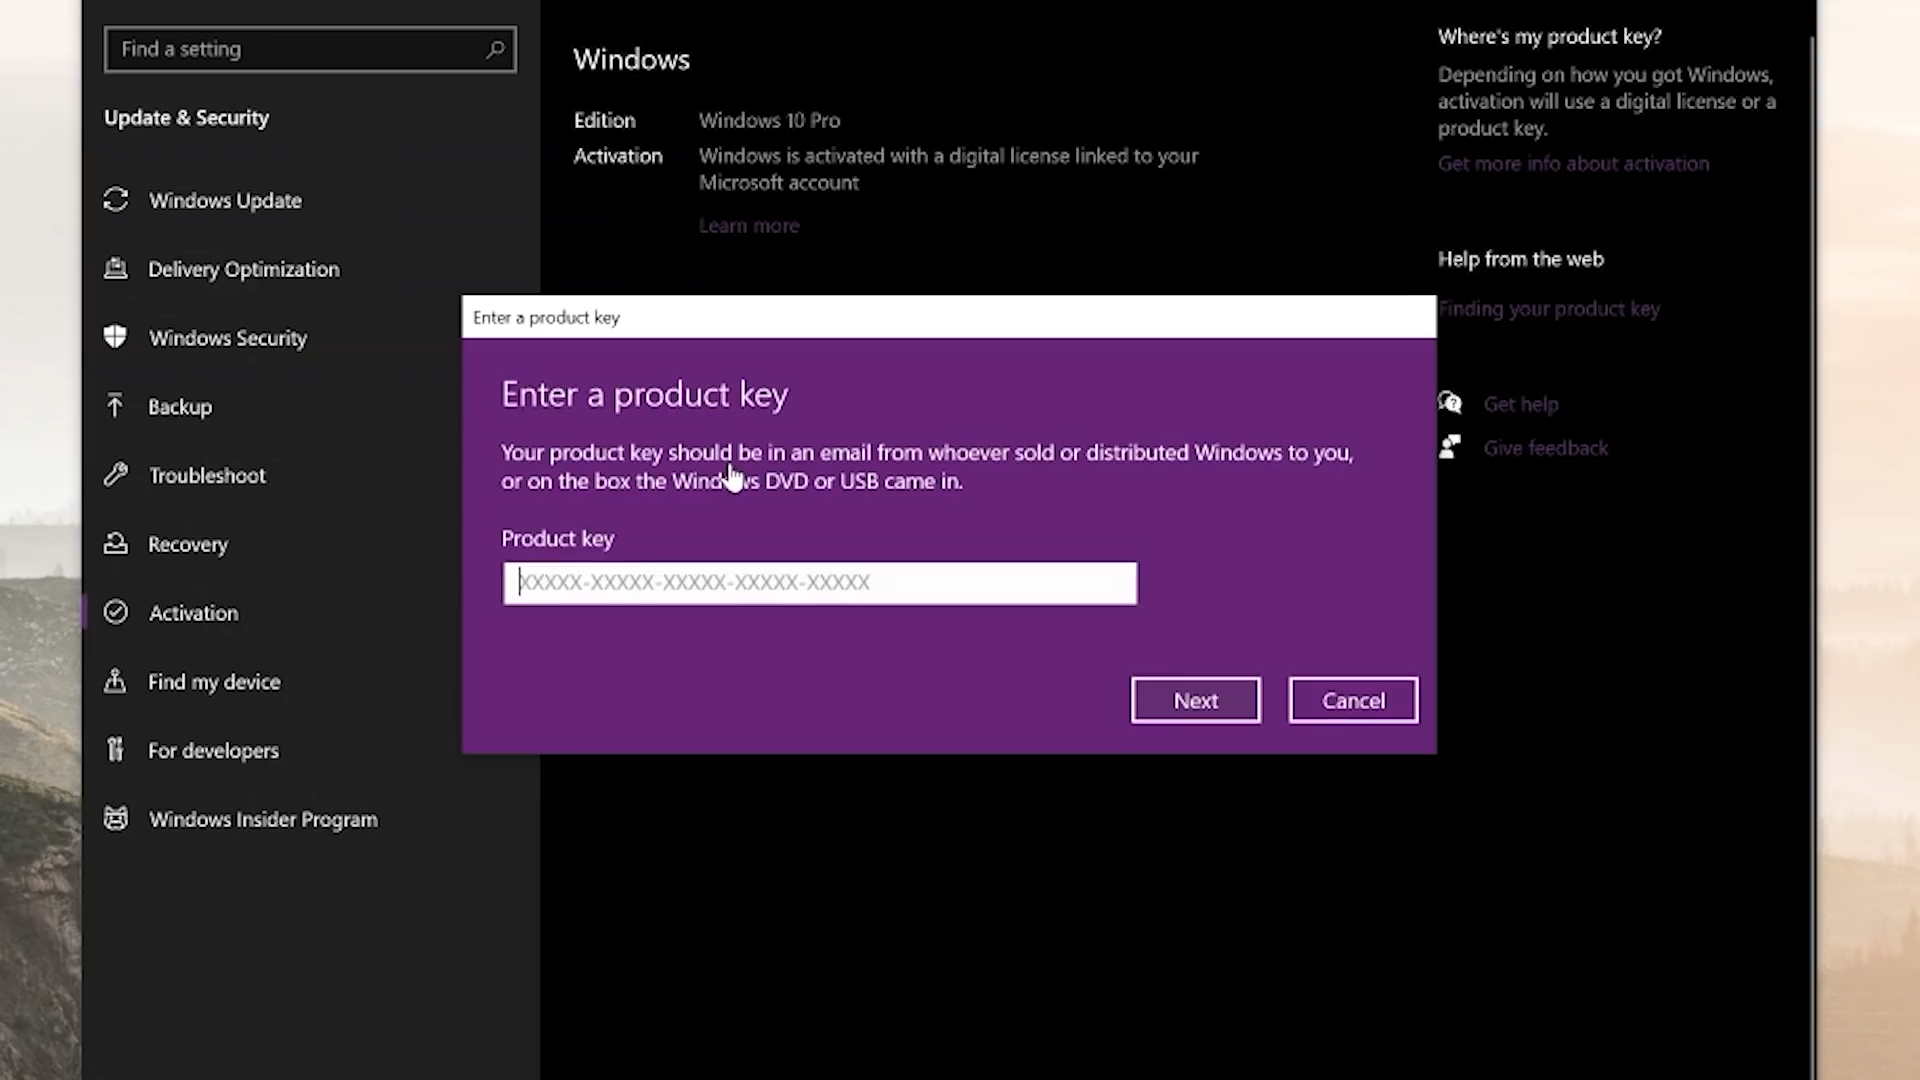 Find a setting
Update & Security
Windows Update
Delivery Optimization
Windows Security
Backup
Troubleshoot
Recovery
Activation
Find my device
For developers
Windows Insider Program
Windows
Edition Windows 10 Pro
Activation Windows is activated with a digital license linked to your
Microsoft account
Learn more
Enter a product key
Enter a product key
Your product key should be in an email from whoever sold or distributed Windows to you,
or on the box the Windows DVD or USB came in.
Product key
XXXXX-XXXXX-XXXXX-XXXXX-XXXXX
Next
Cancel
Where's my product key?
Depending on how you got Windows,
activation will use a digital license or a
product key.
Get more info about activation
Help from the web
Finding your product key
Get help
Give feedback